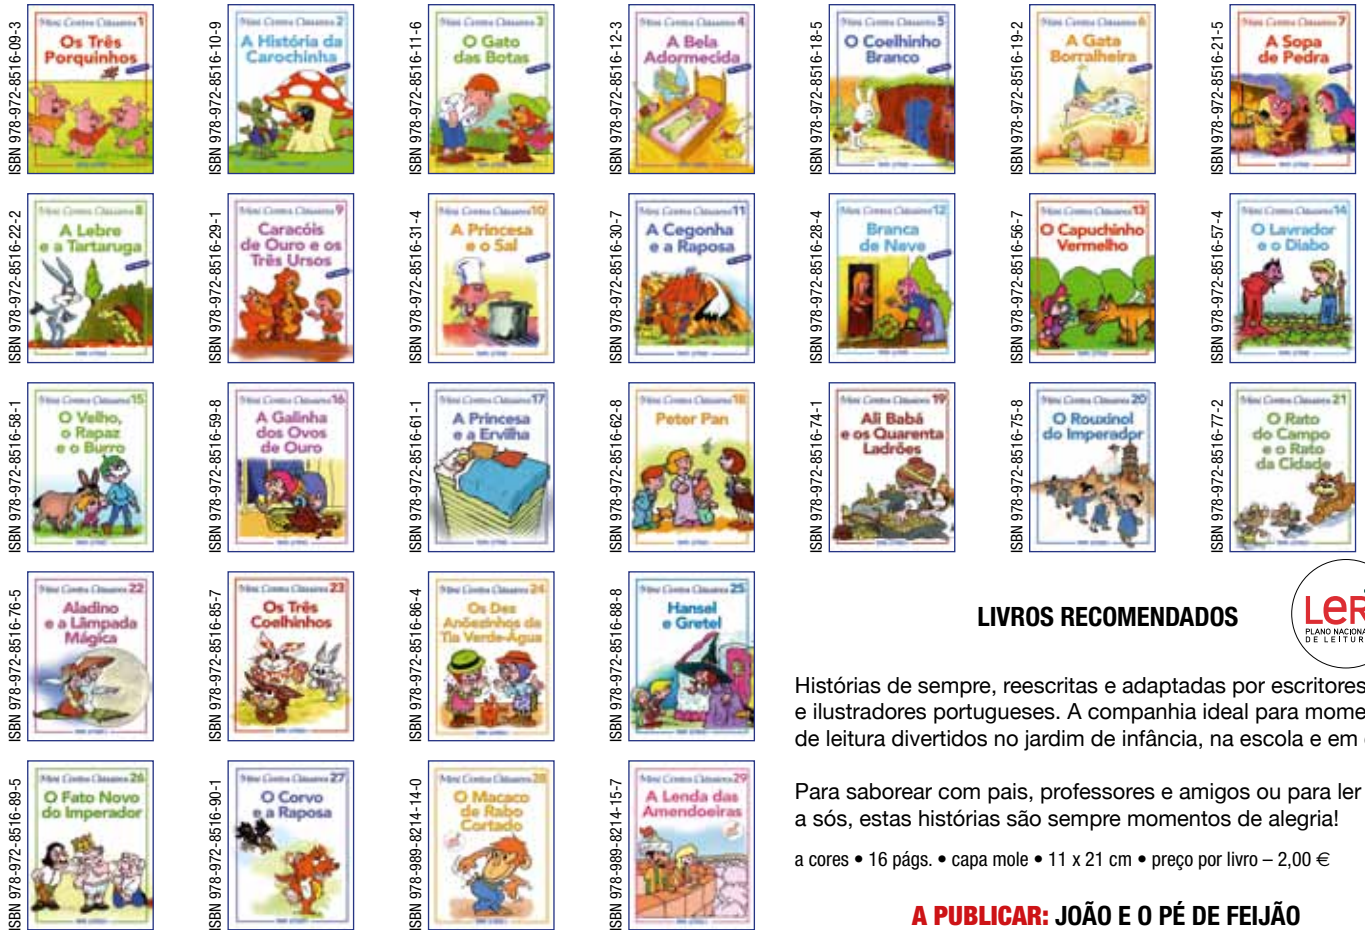 ISBN 978-972-8516-09-3
Mini Contos Clássicos 1
Os Três
Porquinhos
ISBN 978-972-8516-10-9
Mini Contos Clássicos 2
A História da
Carochinha
ISBN 978-972-8516-11-6
Mini Contos Clássicos 3
O Gato
das Botas
ISBN 978-972-8516-12-3
Mini Contos Clássicos 4
A Bela
Adormecida
ISBN 978-972-8516-18-5
Mini Contos Clássicos 5
O Coelhinho
Branco
ISBN 978-972-8516-19-2
Mini Contos Clássicos 6
A Gata
Borralheira
ISBN 978-972-8516-21-5
Mini Contos Clássicos 7
A Sopa
de Pedra
ISBN 978-972-8516-22-2
Mini Contos Clássicos 8
A Lebre
e a Tartaruga
ISBN 978-972-8516-29-1
Mini Contos Clássicos 9
Caracóis
de Ouro e os
Três Ursos
ISBN 978-972-8516-31-4
Mini Contos Clássicos 10
A Princesa
e o Sal
ISBN 978-972-8516-30-7
Mini Contos Clássicos 11
A Cegonha
e a Raposa
ISBN 978-972-8516-28-4
Mini Contos Clássicos 12
Branca
de Neve
ISBN 978-972-8516-56-7
Mini Contos Clássicos 13
O Capuchinho
Vermelho
ISBN 978-972-8516-57-4
Mini Contos Clássicos 14
O Lavrador
e o Diabo
ISBN 978-972-8516-58-1
Mini Contos Clássicos 15
O Velho,
o Rapaz
e o Burro
ISBN 978-972-8516-59-8
Mini Contos Clássicos 16
A Galinha
dos Ovos
de Ouro
ISBN 978-972-8516-61-1
Mini Contos Clássicos 17
A Princesa
e a Ervilha
ISBN 978-972-8516-62-8
Mini Contos Clássicos 18
Peter Pan
ISBN 978-972-8516-74-1
Mini Contos Clássicos 19
Ali Babá
e os Quarenta
Ladrões
ISBN 978-972-8516-75-8
Mini Contos Clássicos 20
O Rouxinol
do Imperador
ISBN 978-972-8516-77-2
Mini Contos Clássicos 21
O Rato
do Campo
e o Rato
da Cidade
ISBN 978-972-8516-76-5
Mini Contos Clássicos 22
Aladino
e a Lâmpada
Mágica
ISBN 978-972-8516-85-7
Mini Contos Clássicos 23
Os Três
Coelhinhos
ISBN 978-972-8516-86-4
Mini Contos Clássicos 24
Os Dez
Anõezinhos da
Tia Verde-Água
ISBN 978-972-8516-88-8
Mini Contos Clássicos 25
Hansel
e Gretel
ISBN 978-972-8516-89-5
Mini Contos Clássicos 26
O Fato Novo
do Imperador
ISBN 978-972-8516-90-1
Mini Contos Clássicos 27
O Corvo
e a Raposa
ISBN 978-989-8214-14-0
Mini Contos Clássicos 28
O Macaco
de Rabo
Cortado
ISBN 978-989-8214-15-7
Mini Contos Clássicos 29
A Lenda das
Amendoeiras
LIVROS RECOMENDADOS
LeR
PLANO NACIONA
DE LEITUR
Histórias de sempre, reescritas e adaptadas por escritores
e ilustradores portugueses. A companhia ideal para mome
de leitura divertidos no jardim de infância, na escola e em
Para saborear com pais, professores e amigos ou para ler
a sós, estas histórias são sempre momentos de alegria!
a cores • 16 págs. • capa mole • 11 x 21 cm • preço por livro – 2,00 €
A PUBLICAR: JOÃO E O PÉ DE FEIJÃO